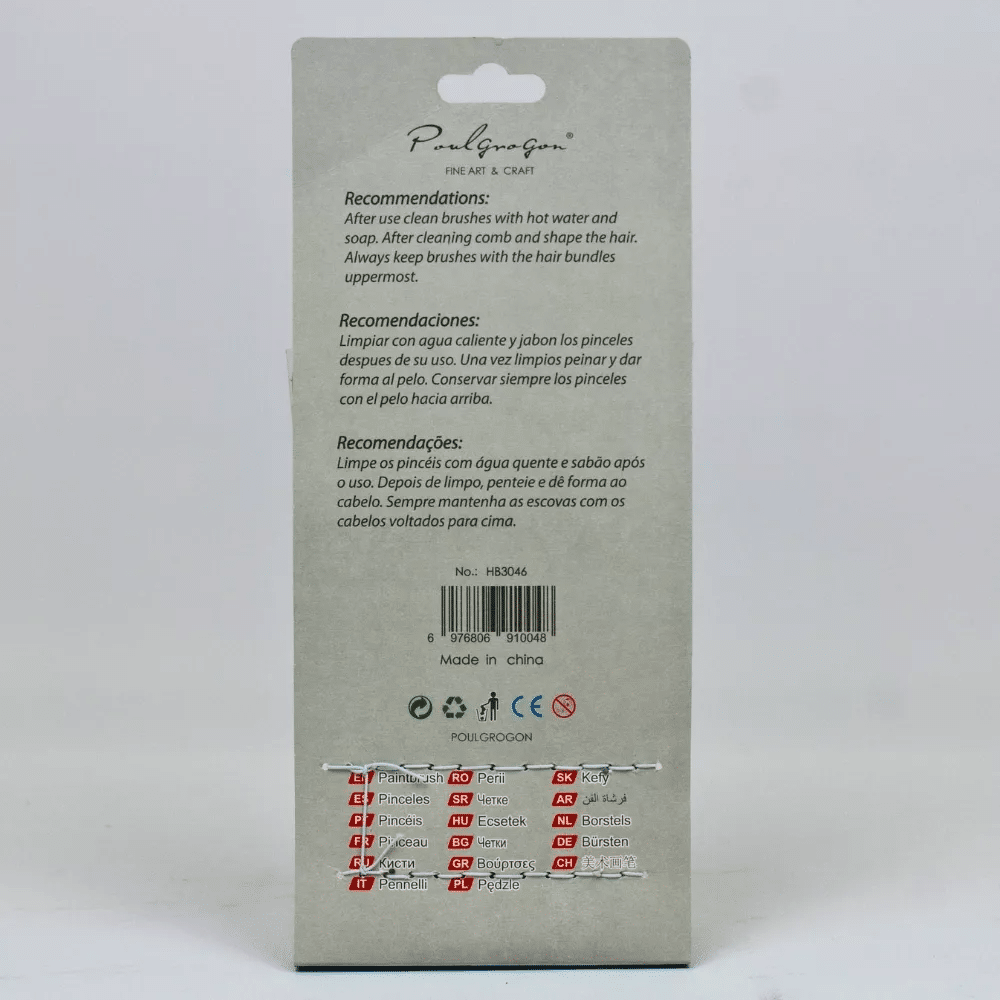 PoulGroGon®
FINE ART & CRAFT
Recommendations:
After use clean brushes with hot water and
soap. After cleaning comb and shape the hair.
Always keep brushes with the hair bundles
uppermost.
Recomendaciones:
Limpiar con agua caliente y jabon los pinceles
despues de su uso. Una vez limpios peinar y dar
forma al pelo. Conservar siempre los pinceles
con el pelo hacia arriba.
Recomendações:
Limpe os pincéis com água quente e sabão após
o uso. Depois de limpo, penteie e dê forma ao
cabelo. Sempre mantenha as escovas com os
cabelos voltados para cima.
No.: HB3046
6 976806 910048
Made in china
CE
POULGROGON
EN Paintbrush RO Perii SK Kefy
ES Pinceles SR Четке AR فرشاة الفن
PT Pincéis HU Ecsetek NL Borstels
FR Pinceau BG Четки DE Bürsten
RU Кисти GR Βούρτσες CH 美术画笔
IT Pennelli PL Pędzle